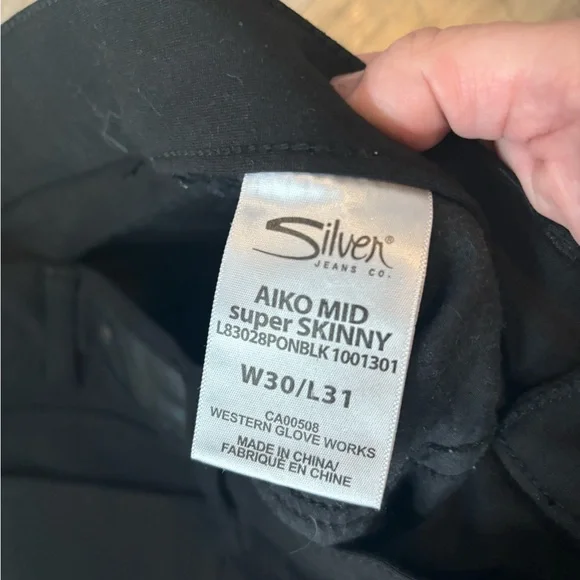 Silver®
JEANS CO.
AIKO MID
super SKINNY
L83028PONBLK 1001301
W30/L31
CA00508
WESTERN GLOVE WORKS
MADE IN CHINA/
FABRIQUÉ EN CHINE